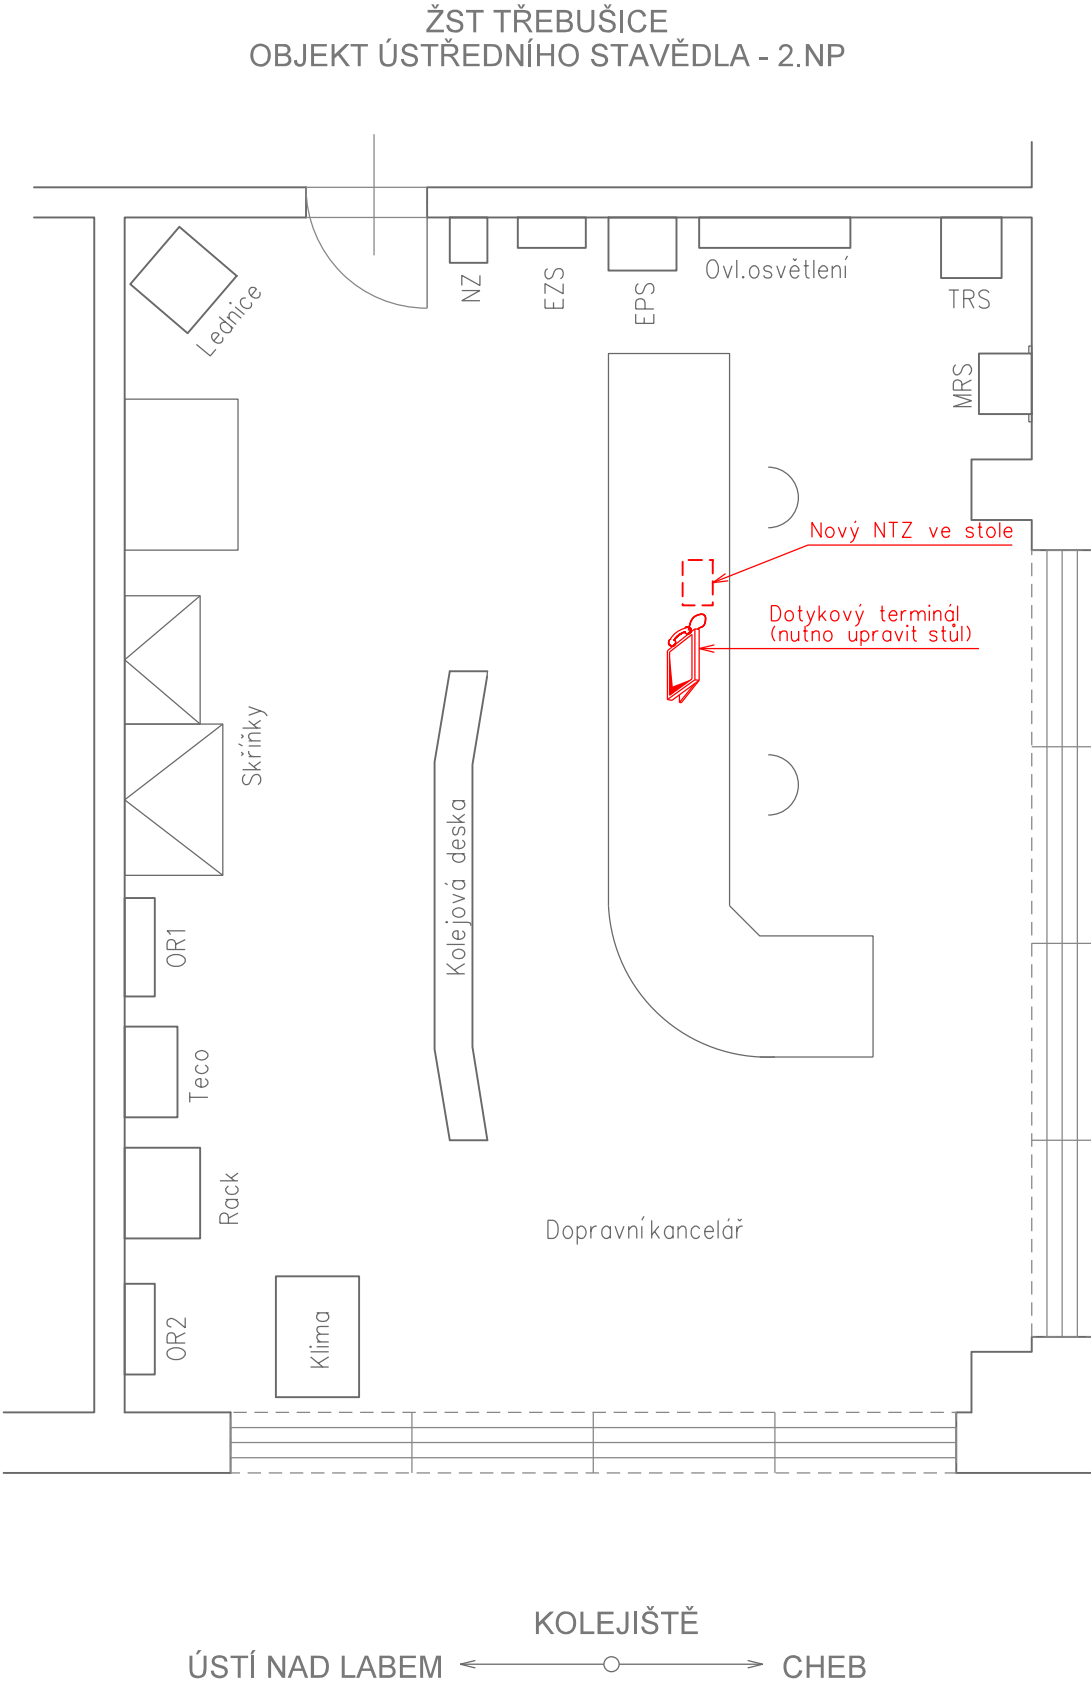 ŽST TŘEBUŠICE
OBJEKT ÚSTŘEDNÍHO STAVĚDLA - 2.NP
Lednice
NZ
EZS
EPS
Ovl.osvětlení
TRS
MRS
Nový NTZ ve stole
Dotykový terminál
(nutno upravit stůl)
Skříňky
Kolejová deska
OR1
Teco
Rack
Dopravní kancelář
OR2
Klima
KOLEJIŠTĚ
ÚSTÍ NAD LABEM
CHEB